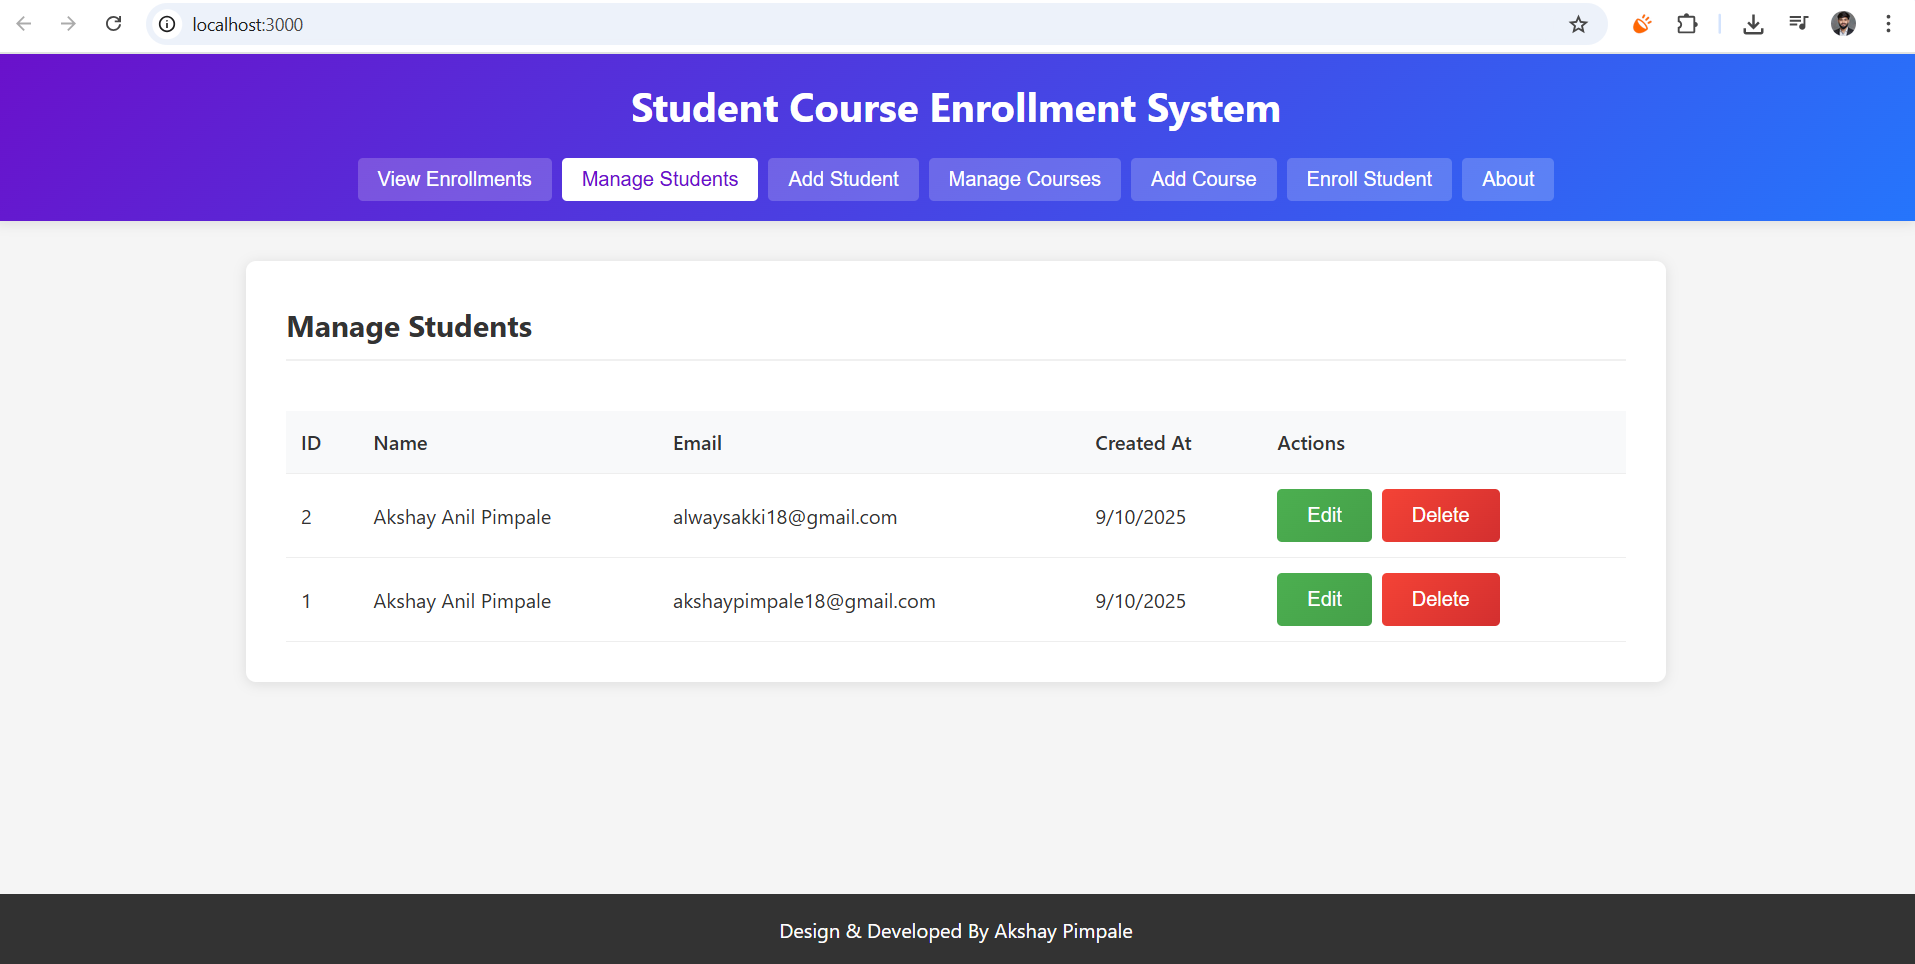 localhost:3000
Student Course Enrollment System
View Enrollments Manage Students Add Student Manage Courses Add Course Enroll Student About
Manage Students
ID Name Email Created At Actions
2 Akshay Anil Pimpale alwaysakki18@gmail.com 9/10/2025 Edit Delete
1 Akshay Anil Pimpale akshaypimpale18@gmail.com 9/10/2025 Edit Delete
Design & Developed By Akshay Pimpale